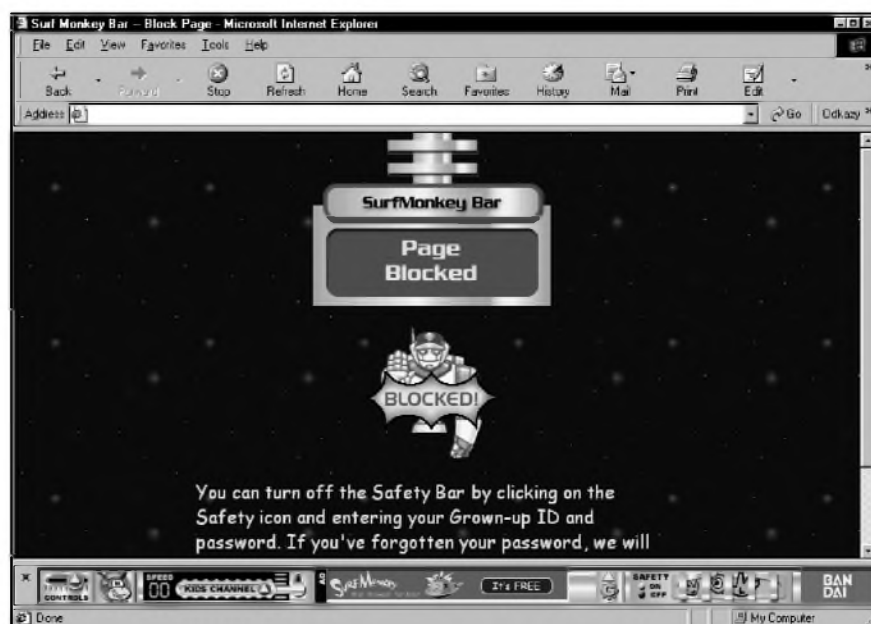 Surf Monkey Bar -- Block Page - Microsoft Internet Explorer
File Edit View Favorites Tools Help
Back Forward Stop Refresh Home Search Favorites History Mail Print Edit
Address Go Odkazy
SurfMonkey Bar
Page
Blocked
BLOCKED!
You can turn off the Safety Bar by clicking on the
Safety icon and entering your Grown-up ID and
password. If you've forgotten your password, we will
CONTROLS SPEED 00 KIDS CHANNEL SURFMONKEY It's FREE SAFETY ON OFF BAN DAI
Done My Computer